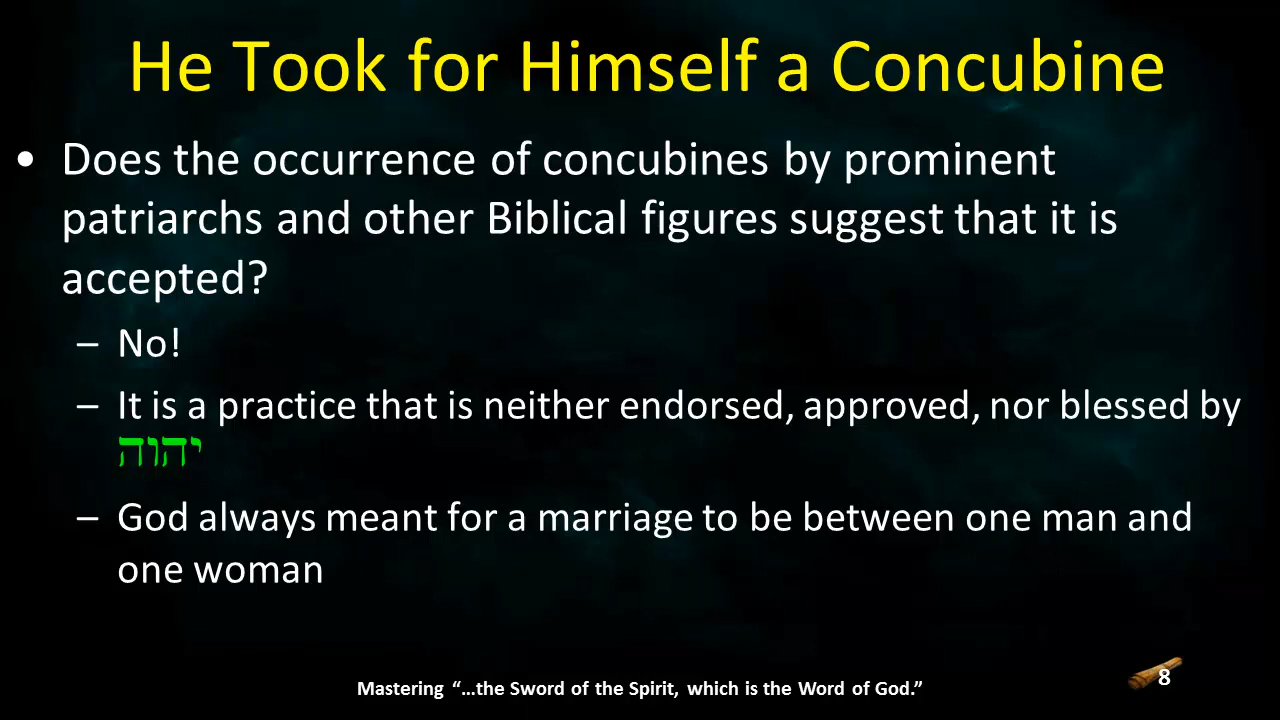 He Took for Himself a Concubine
• Does the occurrence of concubines by prominent
patriarchs and other Biblical figures suggest that it is
accepted?
– No!
– It is a practice that is neither endorsed, approved, nor blessed by
יהוה
– God always meant for a marriage to be between one man and
one woman
Mastering “…the Sword of the Spirit, which is the Word of God.”
8